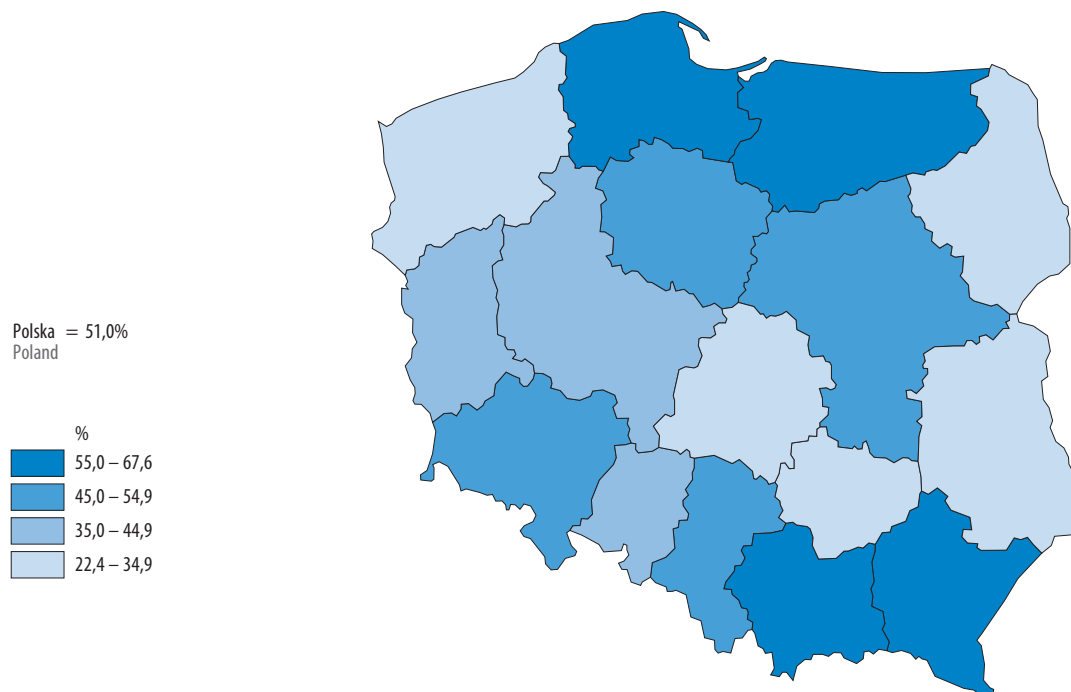 Polska = 51,0%
Poland
%
55,0 – 67,6
45,0 – 54,9
35,0 – 44,9
22,4 – 34,9